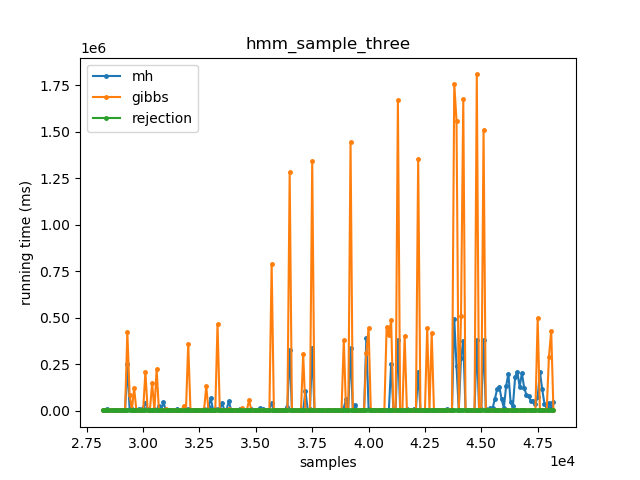 hmm_sample_three
1e6
mh
gibbs
rejection
1.75
1.50
1.25
1.00
0.75
0.50
0.25
0.00
running time (ms)
2.75 3.00 3.25 3.50 3.75 4.00 4.25 4.50 4.75
samples
1e4